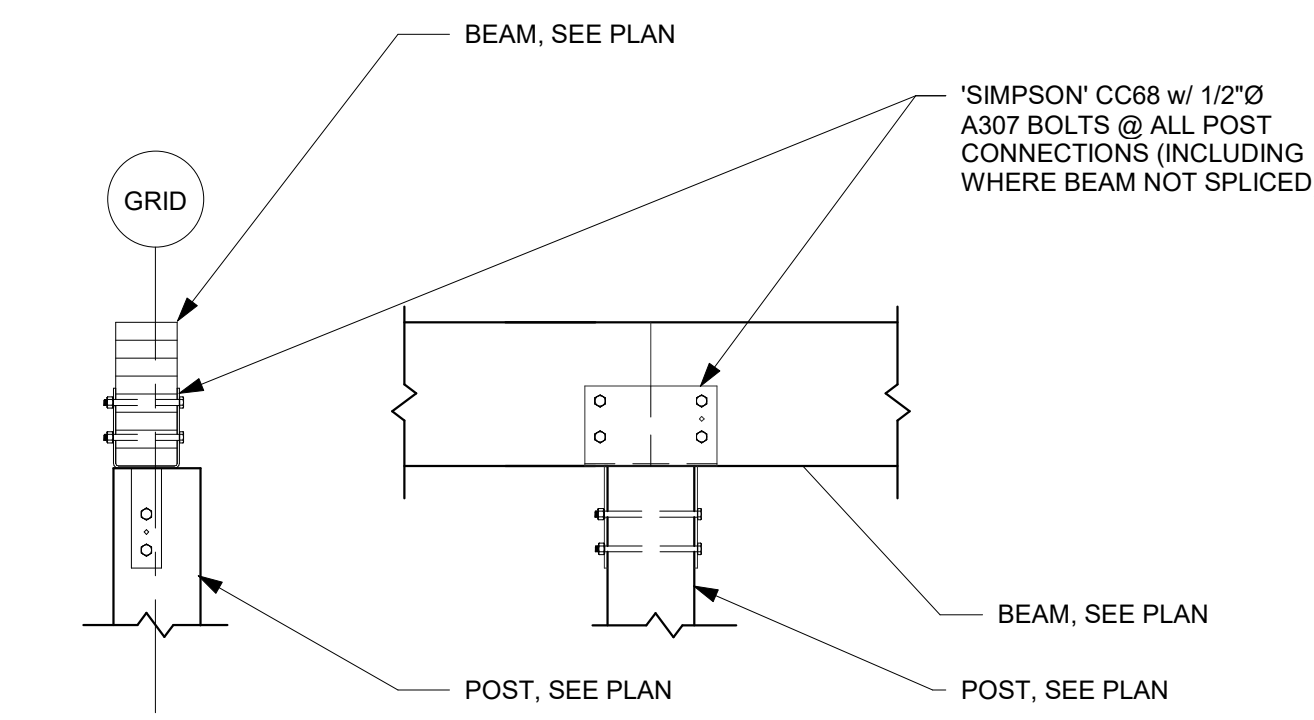 BEAM, SEE PLAN
'SIMPSON' CC68 w/ 1/2"Ø
A307 BOLTS @ ALL POST
CONNECTIONS (INCLUDING
WHERE BEAM NOT SPLICED
GRID
BEAM, SEE PLAN
POST, SEE PLAN
POST, SEE PLAN